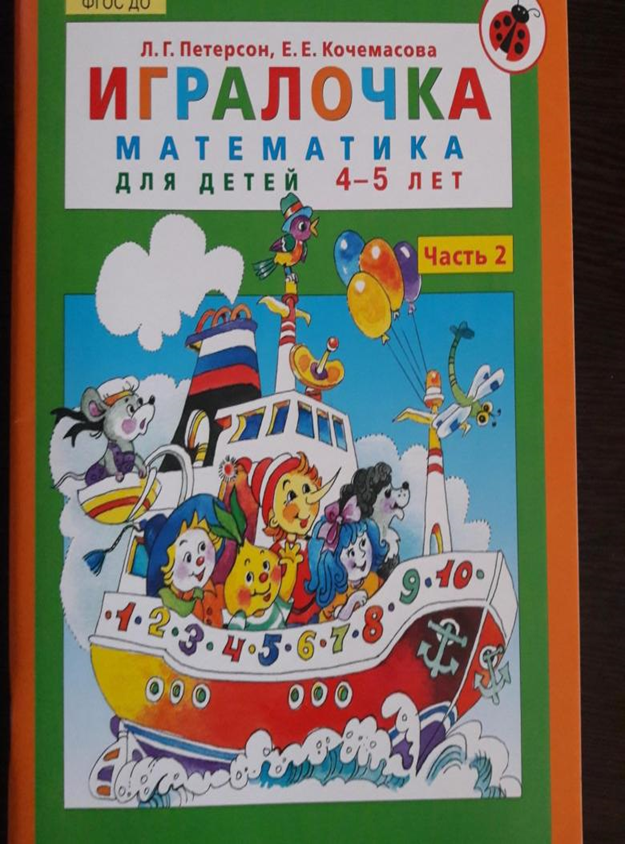 ФГОС ДО
Л. Г. Петерсон, Е. Е. Кочемасова
ИГРАЛОЧКА
МАТЕМАТИКА
ДЛЯ ДЕТЕЙ 4–5 ЛЕТ
Часть 2
·1·2·3·4·5·6·7·8·9·10·